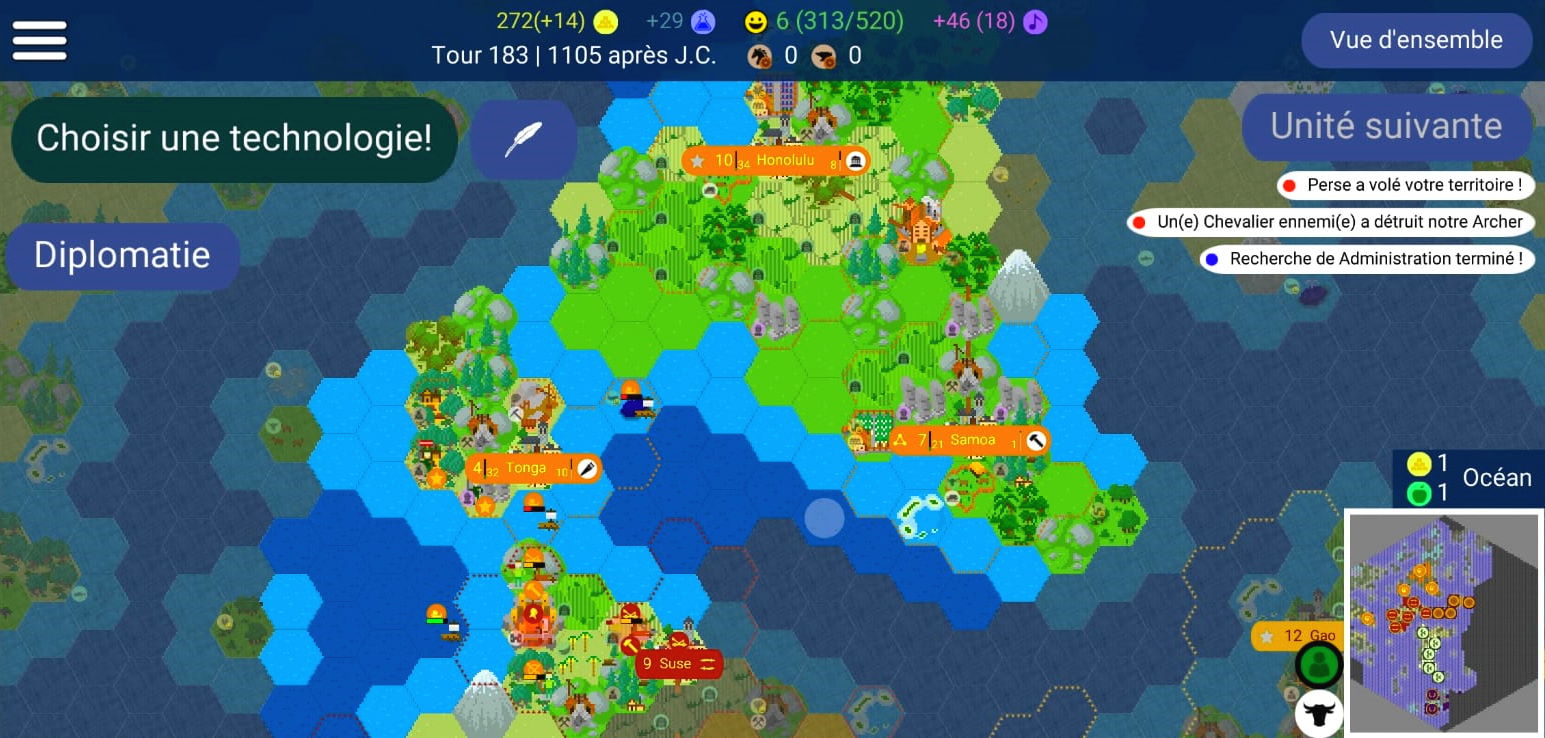 272(+14) +29 6 (313/520) +46 (18)
Tour 183 | 1105 après J.C. 0 0
Vue d'ensemble
Choisir une technologie!
Unité suivante
Perse a volé votre territoire !
Un(e) Chevalier ennemi(e) a détruit notre Archer
Recherche de Administration terminé !
Diplomatie
10 34 Honolulu 8
7 21 Samoa 1
4 32 Tonga 10
1
1 Océan
12 Gao
9 Suse